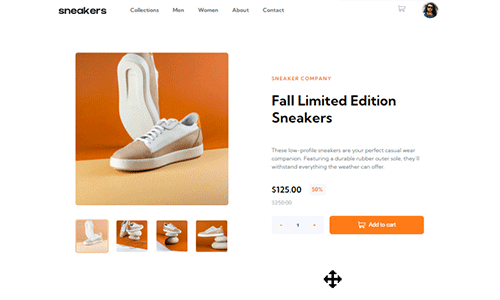 sneakers
Collections Men Women About Contact
SNEAKER COMPANY
Fall Limited Edition
Sneakers
These low-profile sneakers are your perfect casual wear
companion. Featuring a durable rubber outer sole, they'll
withstand everything the weather can offer.
$125.00 50%
$250.00
- 1 + Add to cart